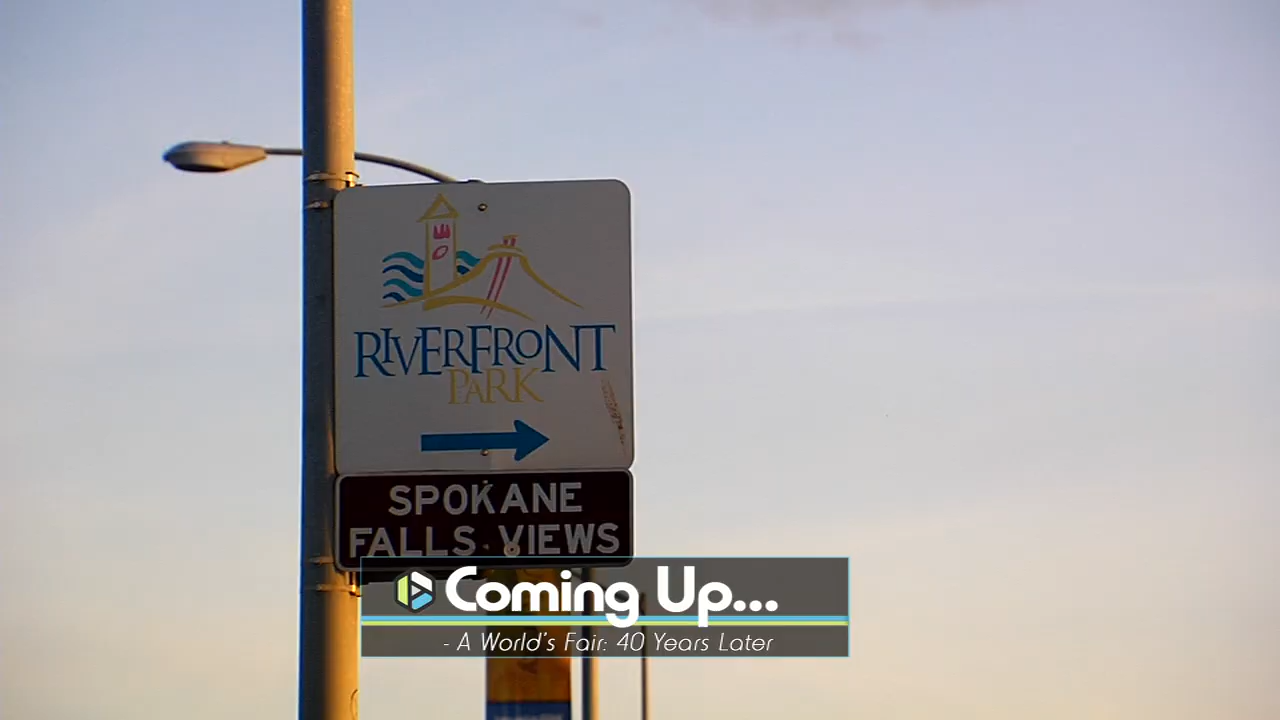 RIVERFRONT
PARK
SPOKANE
FALLS VIEWS
Coming Up...
- A World's Fair: 40 Years Later